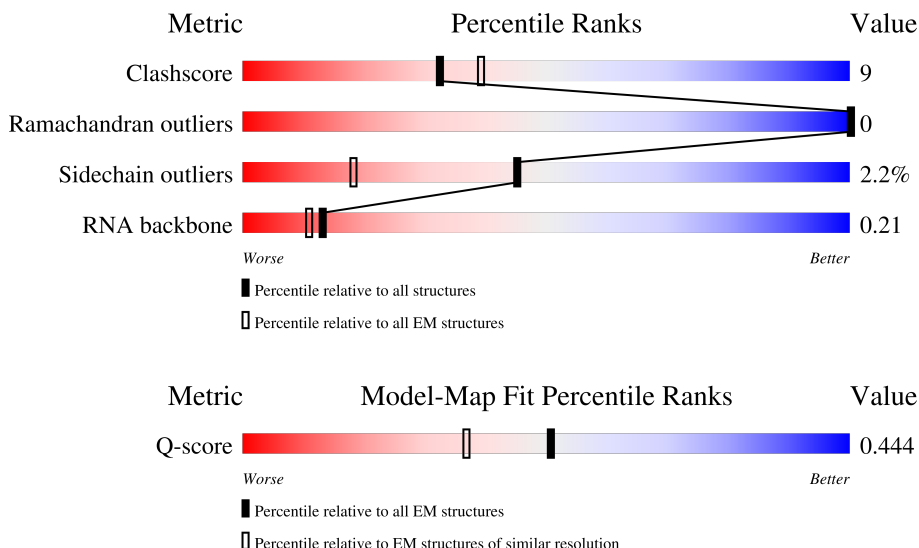 Metric Percentile Ranks Value
Clashscore 9
Ramachandran outliers 0
Sidechain outliers 2.2%
RNA backbone 0.21
Worse Better
Percentile relative to all structures
Percentile relative to all EM structures
Metric Model-Map Fit Percentile Ranks Value
Q-score 0.444
Worse Better
Percentile relative to all EM structures
Percentile relative to EM structures of similar resolution